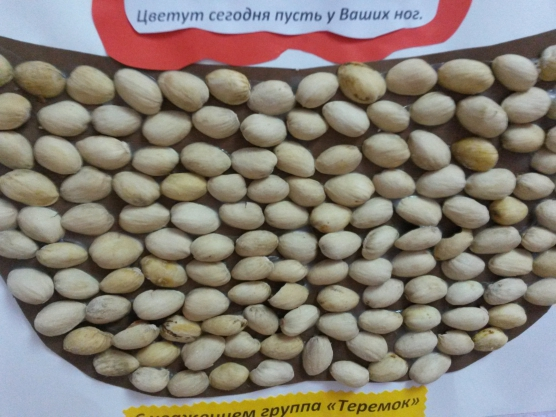 Цветут сегодня пусть у Ваших ног.
С уважением группа «Теремок»